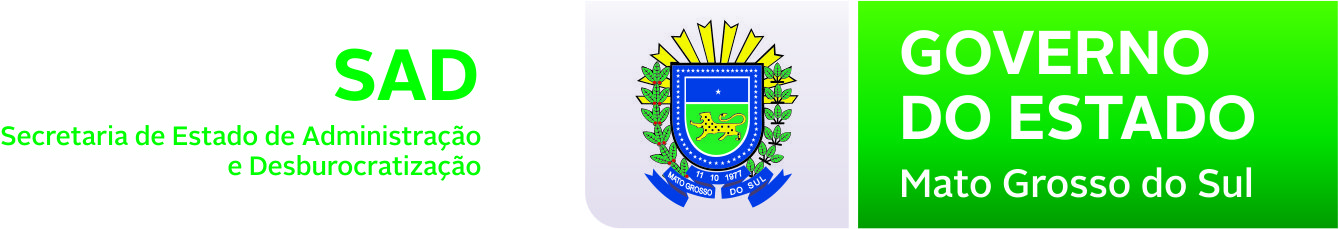 SAD
Secretaria de Estado de Administração
e Desburocratização
11 10 1977
MATO GROSSO DO SUL
GOVERNO
DO ESTADO
Mato Grosso do Sul